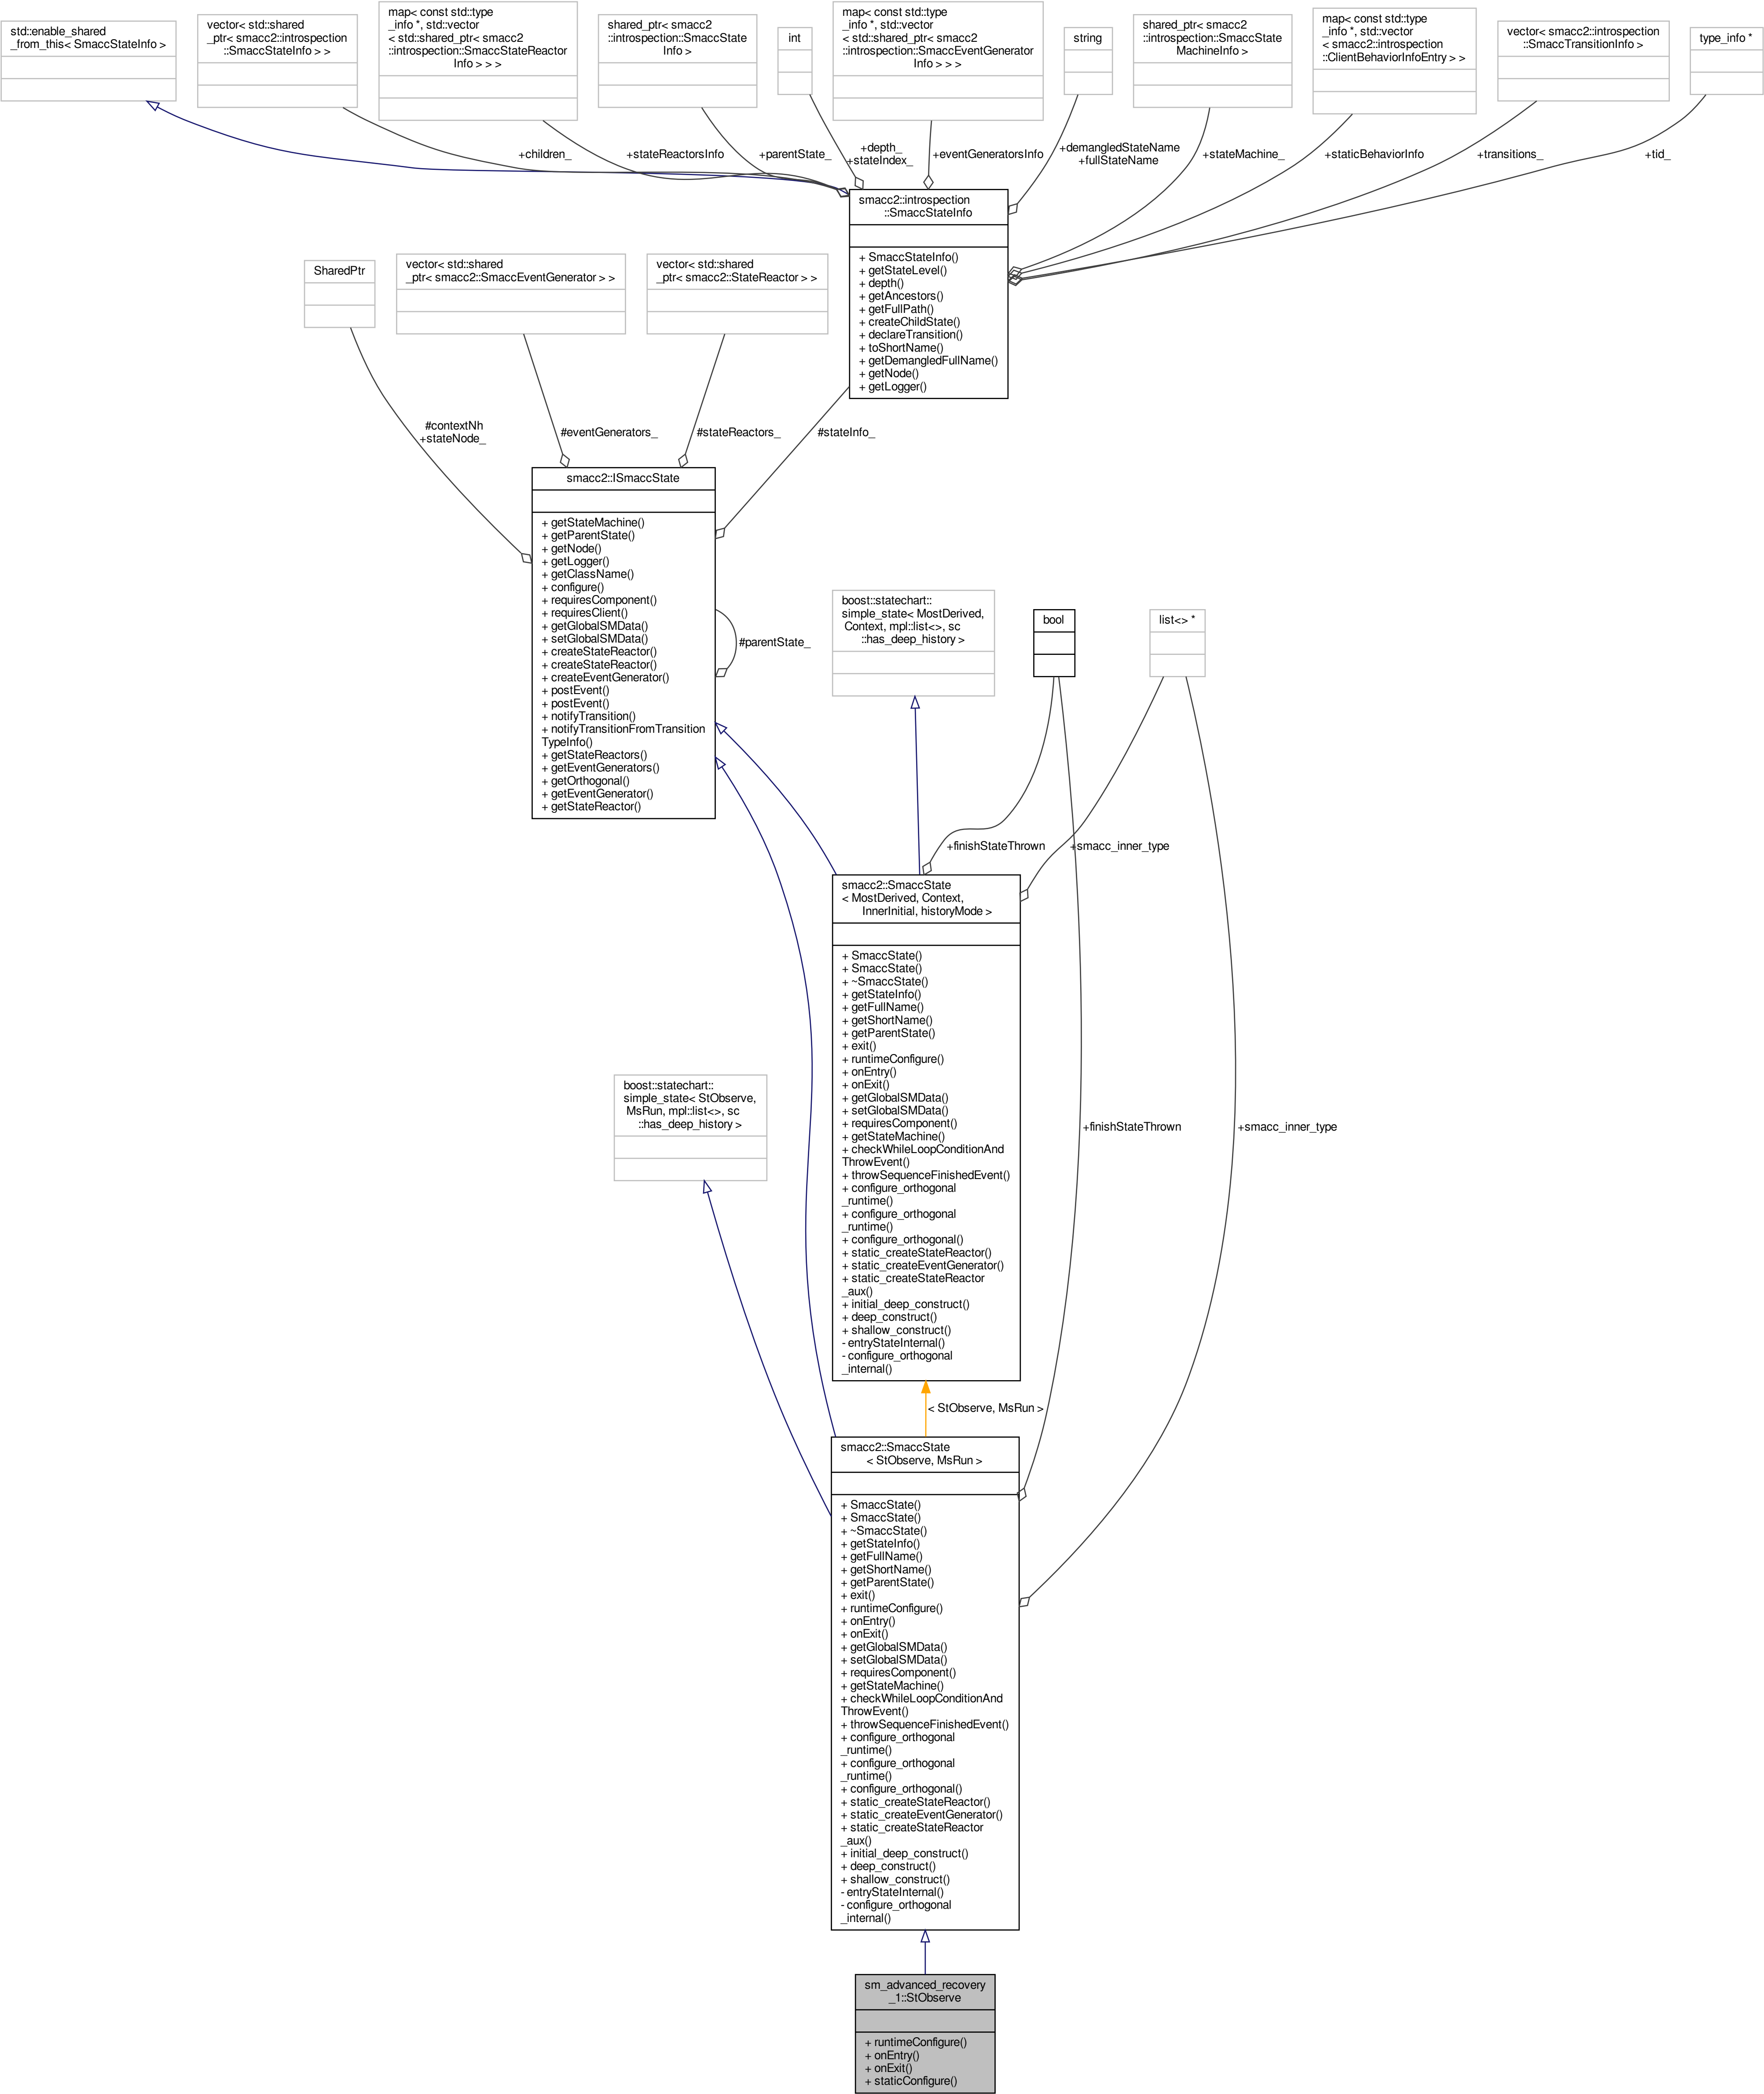 std::enable_shared
_from_this< SmaccStateInfo >
vector< std::shared
_ptr< smacc2::introspection
::SmaccStateInfo > >
map< const std::type
_info *, std::vector
< std::shared_ptr< smacc2
::introspection::SmaccStateReactor
Info > > >
shared_ptr< smacc2
::introspection::SmaccState
Info >
int
map< const std::type
_info *, std::vector
< std::shared_ptr< smacc2
::introspection::SmaccEventGenerator
Info > > >
string
shared_ptr< smacc2
::introspection::SmaccState
MachineInfo >
map< const std::type
_info *, std::vector
< smacc2::introspection
::ClientBehaviorInfoEntry > >
vector< smacc2::introspection
::SmaccTransitionInfo >
type_info *
+children_
+stateReactorsInfo
+parentState_
+depth_
+stateIndex_
+eventGeneratorsInfo
+demangledStateName
+fullStateName
+stateMachine_
+staticBehaviorInfo
+transitions_
+tid_
smacc2::introspection
::SmaccStateInfo
+ SmaccStateInfo()
+ getStateLevel()
+ depth()
+ getAncestors()
+ getFullPath()
+ createChildState()
+ declareTransition()
+ toShortName()
+ getDemangledFullName()
+ getNode()
+ getLogger()
SharedPtr
vector< std::shared
_ptr< smacc2::SmaccEventGenerator > >
vector< std::shared
_ptr< smacc2::StateReactor > >
#contextNh
+stateNode_
#eventGenerators_
#stateReactors_
#stateInfo_
smacc2::ISmaccState
+ getStateMachine()
+ getParentState()
+ getNode()
+ getLogger()
+ getClassName()
+ configure()
+ requiresComponent()
+ requiresClient()
+ getGlobalSMData()
+ setGlobalSMData()
+ createStateReactor()
+ createStateReactor()
+ createEventGenerator()
+ postEvent()
+ postEvent()
+ notifyTransition()
+ notifyTransitionFromTransition
TypeInfo()
+ getStateReactors()
+ getEventGenerators()
+ getOrthogonal()
+ getEventGenerator()
+ getStateReactor()
#parentState_
boost::statechart::
simple_state< MostDerived,
Context, mpl::list<>, sc
::has_deep_history >
bool
list<> *
+finishStateThrown
+smacc_inner_type
smacc2::SmaccState
< MostDerived, Context,
InnerInitial, historyMode >
+ SmaccState()
+ SmaccState()
+ ~SmaccState()
+ getStateInfo()
+ getFullName()
+ getShortName()
+ getParentState()
+ exit()
+ runtimeConfigure()
+ onEntry()
+ onExit()
+ getGlobalSMData()
+ setGlobalSMData()
+ requiresComponent()
+ getStateMachine()
+ checkWhileLoopConditionAnd
ThrowEvent()
+ throwSequenceFinishedEvent()
+ configure_orthogonal
_runtime()
+ configure_orthogonal
_runtime()
+ configure_orthogonal()
+ static_createStateReactor()
+ static_createEventGenerator()
+ static_createStateReactor
_aux()
+ initial_deep_construct()
+ deep_construct()
+ shallow_construct()
- entryStateInternal()
- configure_orthogonal
_internal()
boost::statechart::
simple_state< StObserve,
MsRun, mpl::list<>, sc
::has_deep_history >
+finishStateThrown
+smacc_inner_type
< StObserve, MsRun >
smacc2::SmaccState
< StObserve, MsRun >
+ SmaccState()
+ SmaccState()
+ ~SmaccState()
+ getStateInfo()
+ getFullName()
+ getShortName()
+ getParentState()
+ exit()
+ runtimeConfigure()
+ onEntry()
+ onExit()
+ getGlobalSMData()
+ setGlobalSMData()
+ requiresComponent()
+ getStateMachine()
+ checkWhileLoopConditionAnd
ThrowEvent()
+ throwSequenceFinishedEvent()
+ configure_orthogonal
_runtime()
+ configure_orthogonal
_runtime()
+ configure_orthogonal()
+ static_createStateReactor()
+ static_createEventGenerator()
+ static_createStateReactor
_aux()
+ initial_deep_construct()
+ deep_construct()
+ shallow_construct()
- entryStateInternal()
- configure_orthogonal
_internal()
sm_advanced_recovery
_1::StObserve
+ runtimeConfigure()
+ onEntry()
+ onExit()
+ staticConfigure()